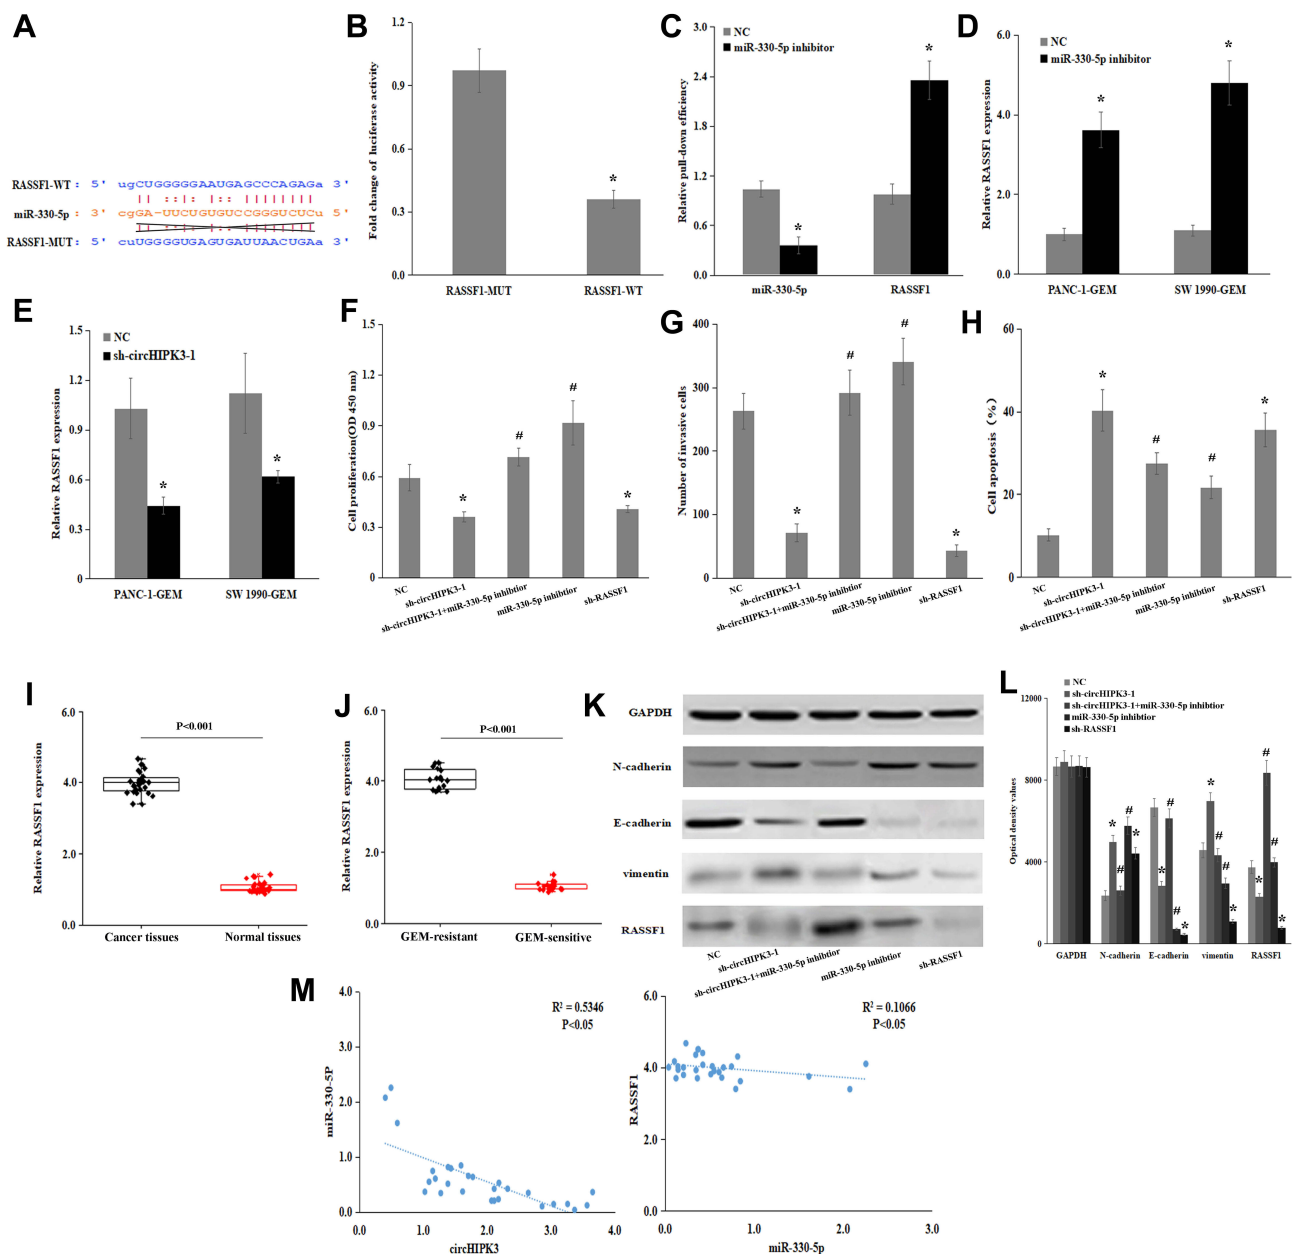 A
RASSF1-WT : 5' ugCUGGGGGAAUGAGCCCAGAGa 3'
miR-330-5p : 3' cgGA-UUCUGUGUCCGGGUCUCu 5'
RASSF1-MUT : 5' cuUGGGGUGAGUGAUUAACUGAa 3'
B
Fold change of luciferase activity
1.2
0.9
0.6
0.3
0.0
*
RASSF1-MUT RASSF1-WT
C
NC
miR-330-5p inhibitor
Relative pull-down efficiency
3.0
2.4
1.8
1.2
0.6
0.0
* *
miR-330-5p RASSF1
D
NC
miR-330-5p inhibitor
Relative RASSF1 expression
6.0
4.0
2.0
0.0
* *
PANC-1-GEM SW 1990-GEM
E
NC
sh-circHIPK3-1
Relative RASSF1 expression
1.5
1.2
0.9
0.6
0.3
0
* *
PANC-1-GEM SW 1990-GEM
F
Cell proliferation(OD 450 nm)
1.5
1.2
0.9
0.6
0.3
0
* # # *
NC
sh-circHIPK3-1
sh-circHIPK3-1+miR-330-5p inhibtior
miR-330-5p inhibtior
sh-RASSF1
G
Number of invasive cells
400
300
200
100
0
* # # *
NC
sh-circHIPK3-1
sh-circHIPK3-1+miR-330-5p inhibtior
miR-330-5p inhibtior
sh-RASSF1
H
Cell apoptosis (%)
60
40
20
0
* # # *
NC
sh-circHIPK3-1
sh-circHIPK3-1+miR-330-5p inhibtior
miR-330-5p inhibtior
sh-RASSF1
I
Relative RASSF1 expression
6.0
4.0
2.0
0.0
P<0.001
Cancer tissues Normal tissues
J
Relative RASSF1 expression
6.0
4.0
2.0
0.0
P<0.001
GEM-resistant GEM-sensitive
K
GAPDH
N-cadherin
E-cadherin
vimentin
RASSF1
NC
sh-circHIPK3-1
sh-circHIPK3-1+miR-330-5p inhibtior
miR-330-5p inhibtior
sh-RASSF1
L
NC
sh-circHIPK3-1
sh-circHIPK3-1+miR-330-5p inhibtior
miR-330-5p inhibtior
sh-RASSF1
Optical density values
12000
8000
4000
0
* # # * * # # * * # # * * # # *
GAPDH N-cadherin E-cadherin vimentin RASSF1
M
miR-330-5P
4.0
3.0
2.0
1.0
0.0
R² = 0.5346
P<0.05
0.0 1.0 2.0 3.0 4.0
circHIPK3
RASSF1
6.0
4.0
2.0
0.0
R² = 0.1066
P<0.05
0.0 1.0 2.0 3.0
miR-330-5p